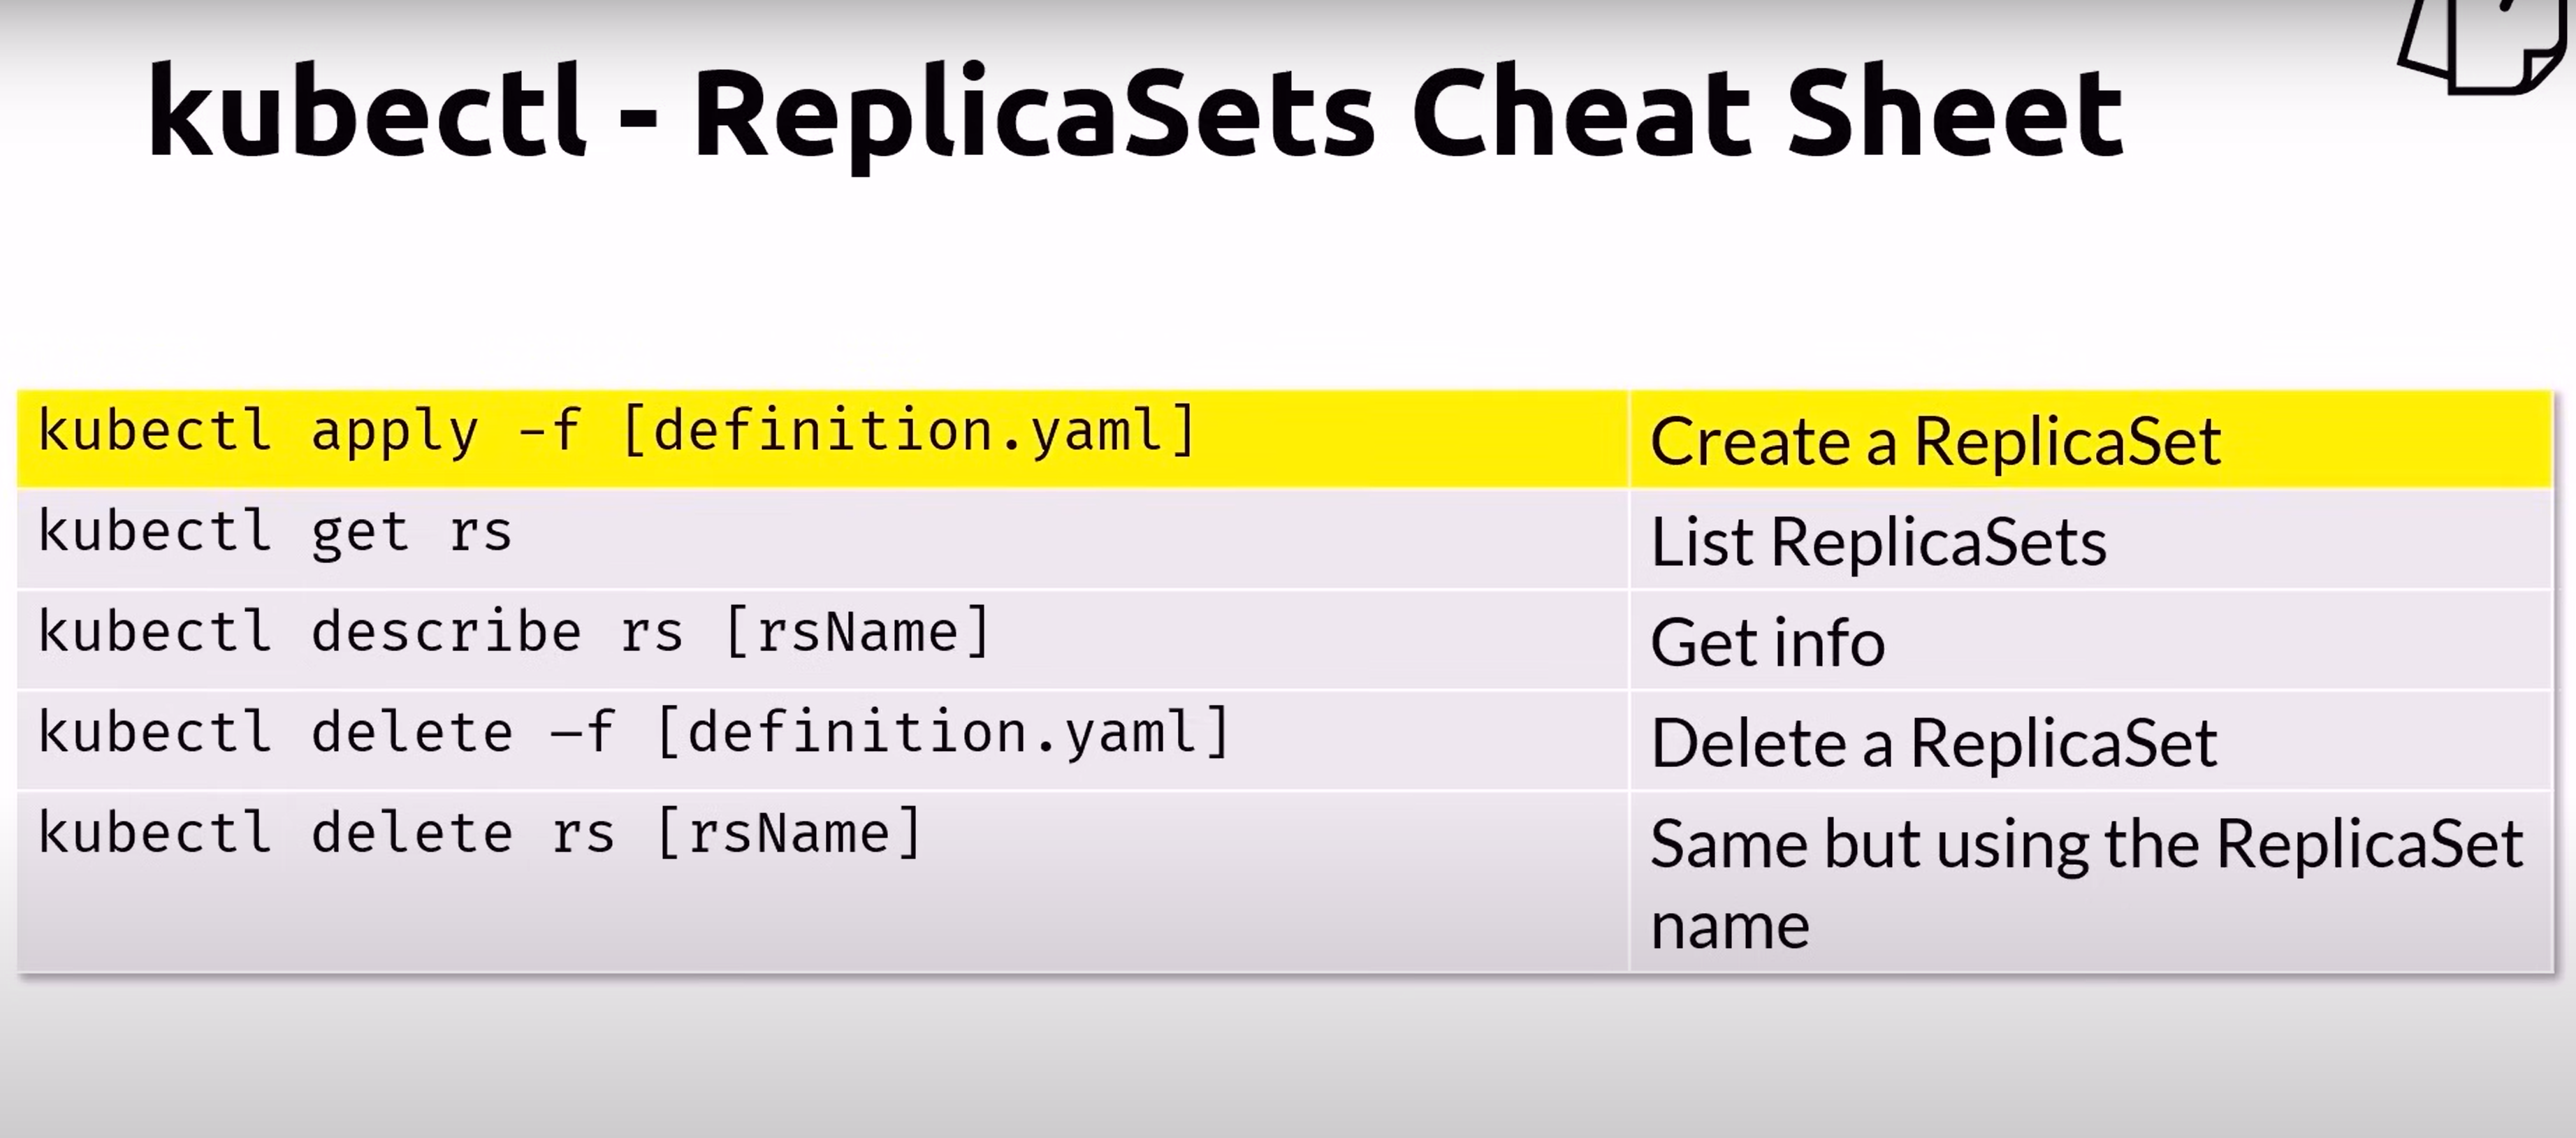 kubectl - ReplicaSets Cheat Sheet
kubectl apply -f [definition.yaml]
Create a ReplicaSet
kubectl get rs
List ReplicaSets
kubectl describe rs [rsName]
Get info
kubectl delete –f [definition.yaml]
Delete a ReplicaSet
kubectl delete rs [rsName]
Same but using the ReplicaSet
name